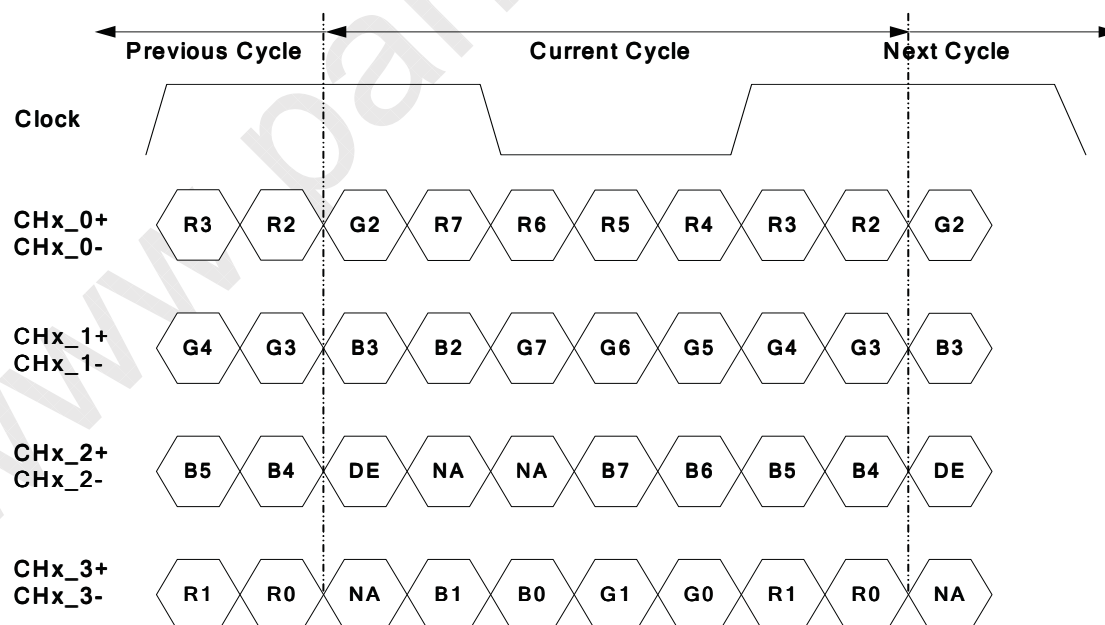 Previous Cycle Current Cycle Next Cycle
Clock
CHx_0+
CHx_0-
R3 R2 G2 R7 R6 R5 R4 R3 R2 G2
CHx_1+
CHx_1-
G4 G3 B3 B2 G7 G6 G5 G4 G3 B3
CHx_2+
CHx_2-
B5 B4 DE NA NA B7 B6 B5 B4 DE
CHx_3+
CHx_3-
R1 R0 NA B1 B0 G1 G0 R1 R0 NA
www.pan